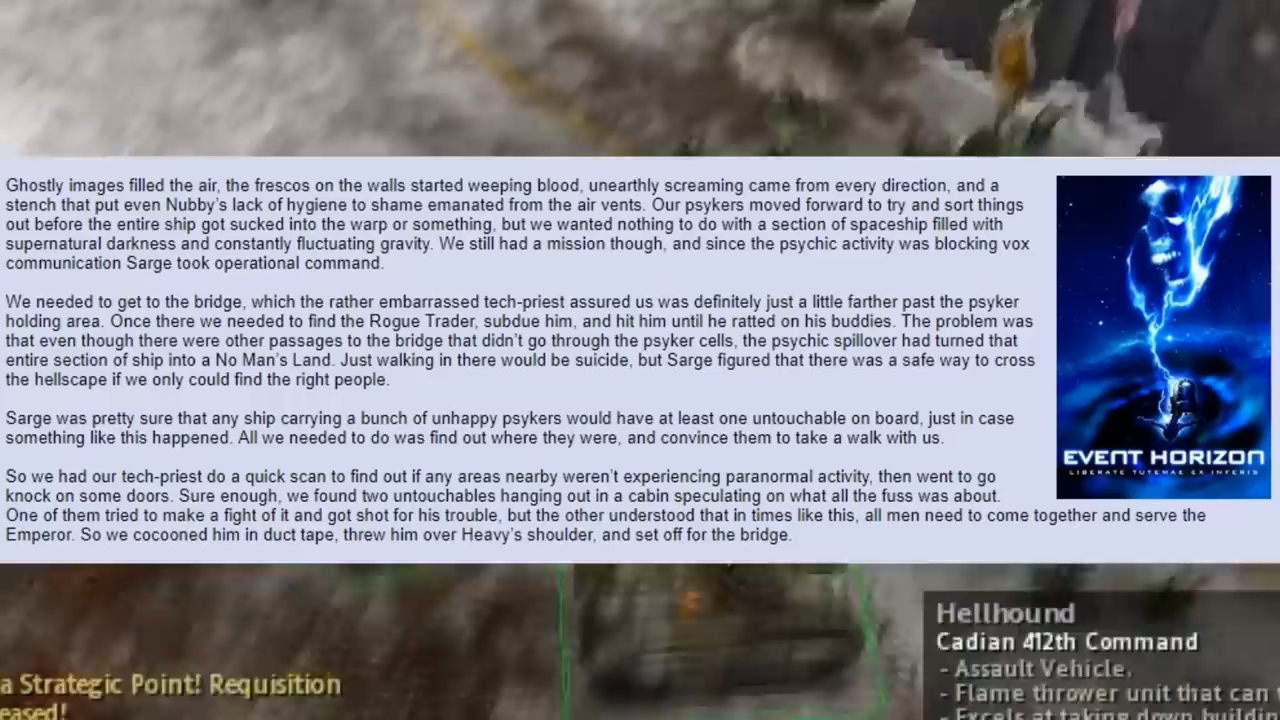 Ghostly images filled the air, the frescos on the walls started weeping blood, unearthly screaming came from every direction, and a
stench that put even Nubby's lack of hygiene to shame emanated from the air vents. Our psykers moved forward to try and sort things
out before the entire ship got sucked into the warp or something, but we wanted nothing to do with a section of spaceship filled with
supernatural darkness and constantly fluctuating gravity. We still had a mission though, and since the psychic activity was blocking vox
communication Sarge took operational command.
We needed to get to the bridge, which the rather embarrassed tech-priest assured us was definitely just a little farther past the psyker
holding area. Once there we needed to find the Rogue Trader, subdue him, and hit him until he ratted on his buddies. The problem was
that even though there were other passages to the bridge that didn't go through the psyker cells, the psychic spillover had turned that
entire section of ship into a No Man's Land. Just walking in there would be suicide, but Sarge figured that there was a safe way to cross
the hellscape if we only could find the right people.
Sarge was pretty sure that any ship carrying a bunch of unhappy psykers would have at least one untouchable on board, just in case
something like this happened. All we needed to do was find out where they were, and convince them to take a walk with us.
So we had our tech-priest do a quick scan to find out if any areas nearby weren't experiencing paranormal activity, then went to go
knock on some doors. Sure enough, we found two untouchables hanging out in a cabin speculating on what all the fuss was about.
One of them tried to make a fight of it and got shot for his trouble, but the other understood that in times like this, all men need to come together and serve the
Emperor. So we cocooned him in duct tape, threw him over Heavy's shoulder, and set off for the bridge.
EVENT HORIZON
LIBERATE TUTEMAE EX INFERIS
Hellhound
Cadian 412th Command
- Assault Vehicle.
- Flame thrower unit that can
- Excels at taking down
a Strategic Point! Requisition
eased!